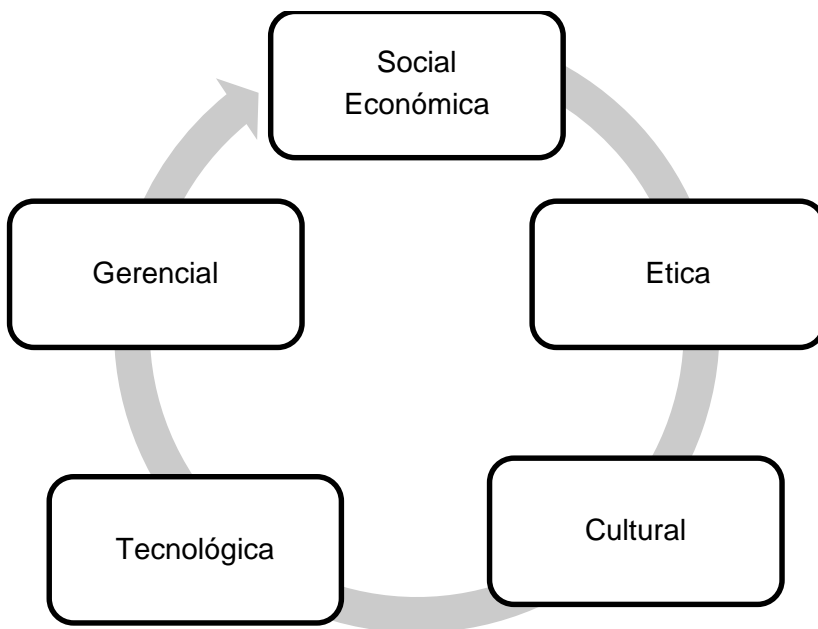 Social
Económica
Etica
Cultural
Tecnológica
Gerencial